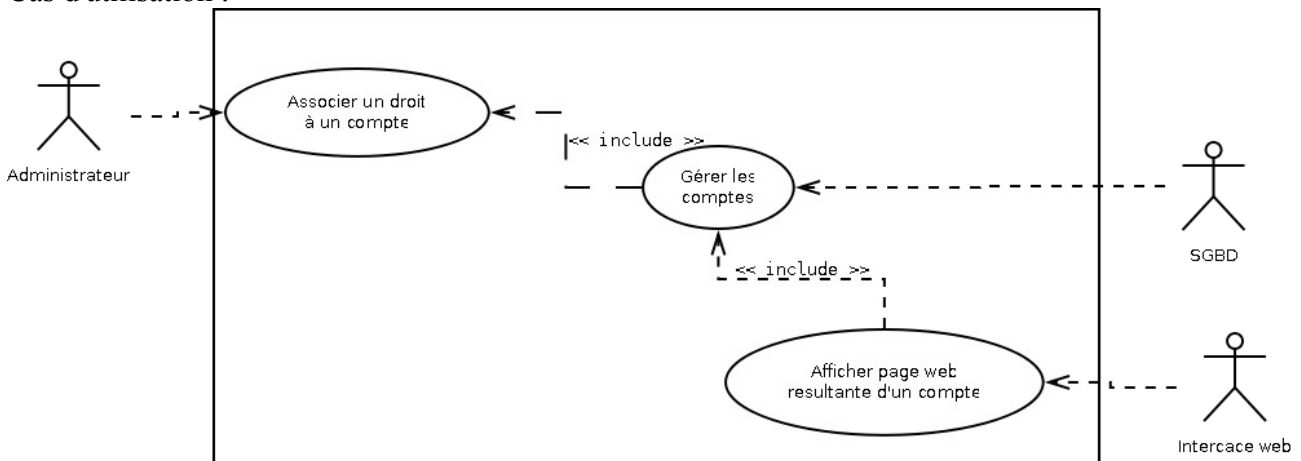 Cas d'utilisation :
Associer un droit
à un compte
Administrateur
<< include >>
Gérer les
comptes
SGBD
<< include >>
Afficher page web
resultante d'un compte
Intercace web